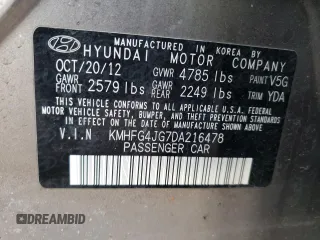 MANUFACTURED IN KOREA BY
HYUNDAI MOTOR COMPANY
OCT/20/12 GVWR 4785 lbs PAINT V5G
GAWR FRONT 2579 lbs GAWR REAR 2249 lbs TRIM YDA
THIS VEHICLE CONFORMS TO ALL APPLICABLE
FEDERAL MOTOR VEHICLE SAFETY, BUMPER, AND
THEFT PREVENTION STANDARDS IN EFFECT ON
THE DATE OF MANUFACTURE SHOWN ABOVE.
V.I.N KMHFG4JG7DA216478
PASSENGER CAR
DREAMBID